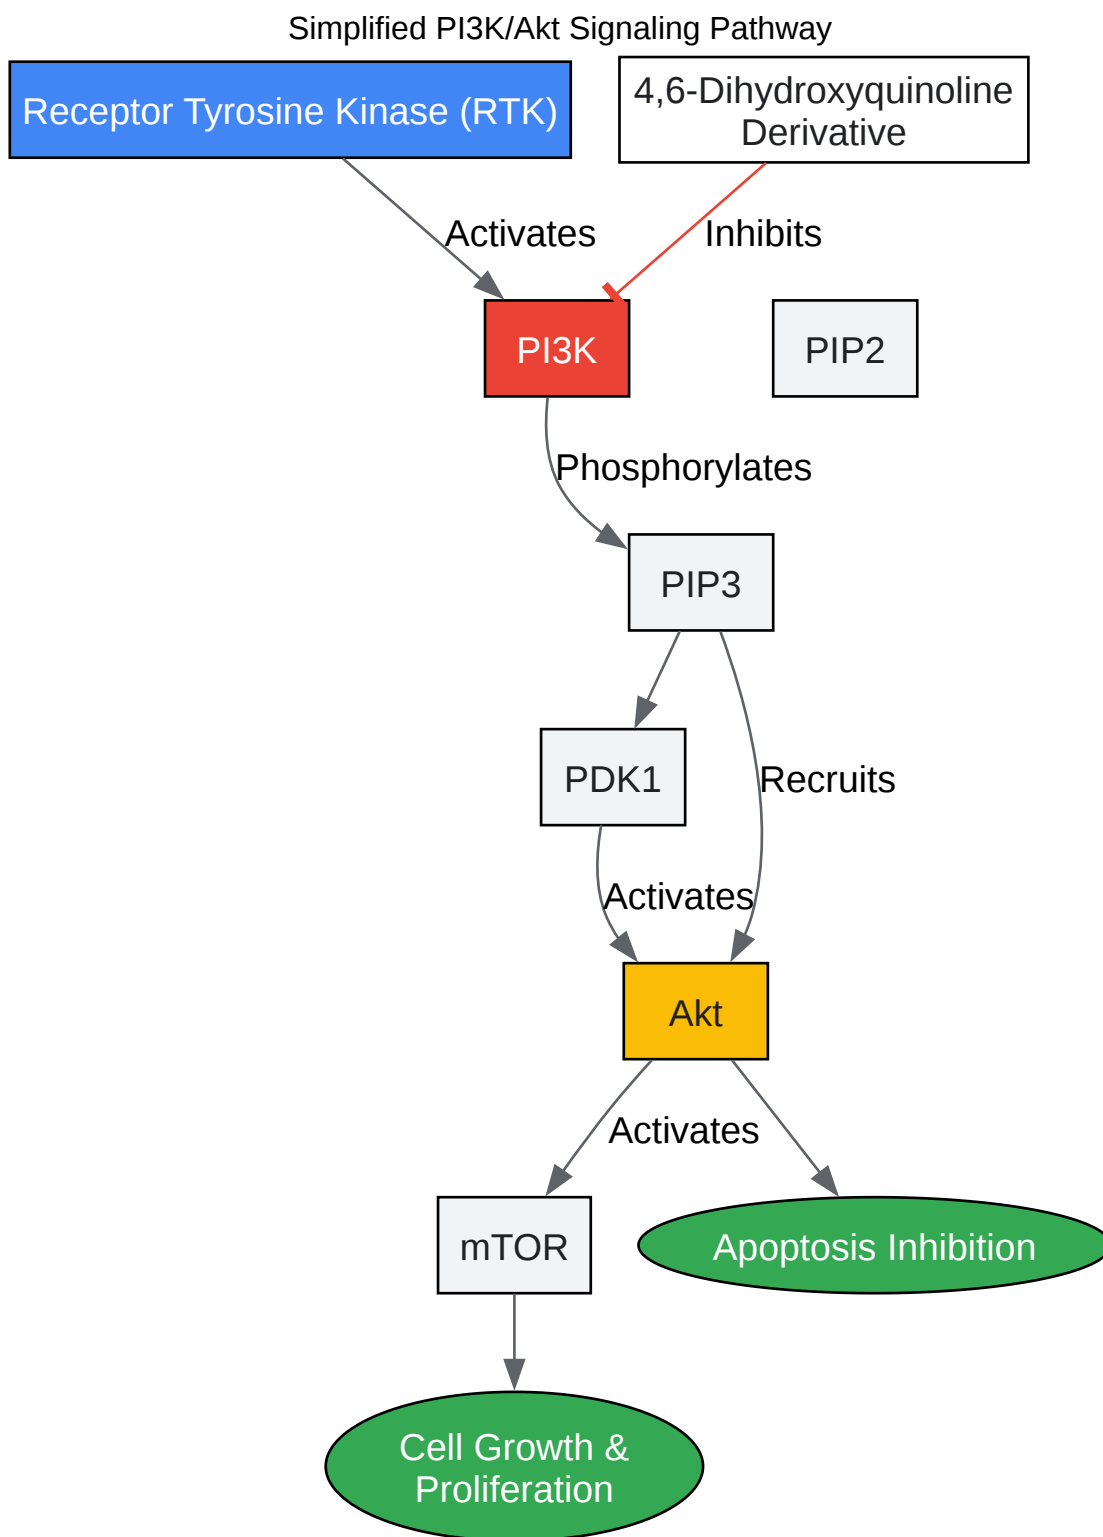 Simplified PI3K/Akt Signaling Pathway
Receptor Tyrosine Kinase (RTK)
4,6-Dihydroxyquinoline
Derivative
Activates
Inhibits
PI3K
PIP2
Phosphorylates
PIP3
PDK1
Recruits
Activates
Akt
Activates
mTOR
Apoptosis Inhibition
Cell Growth &
Proliferation